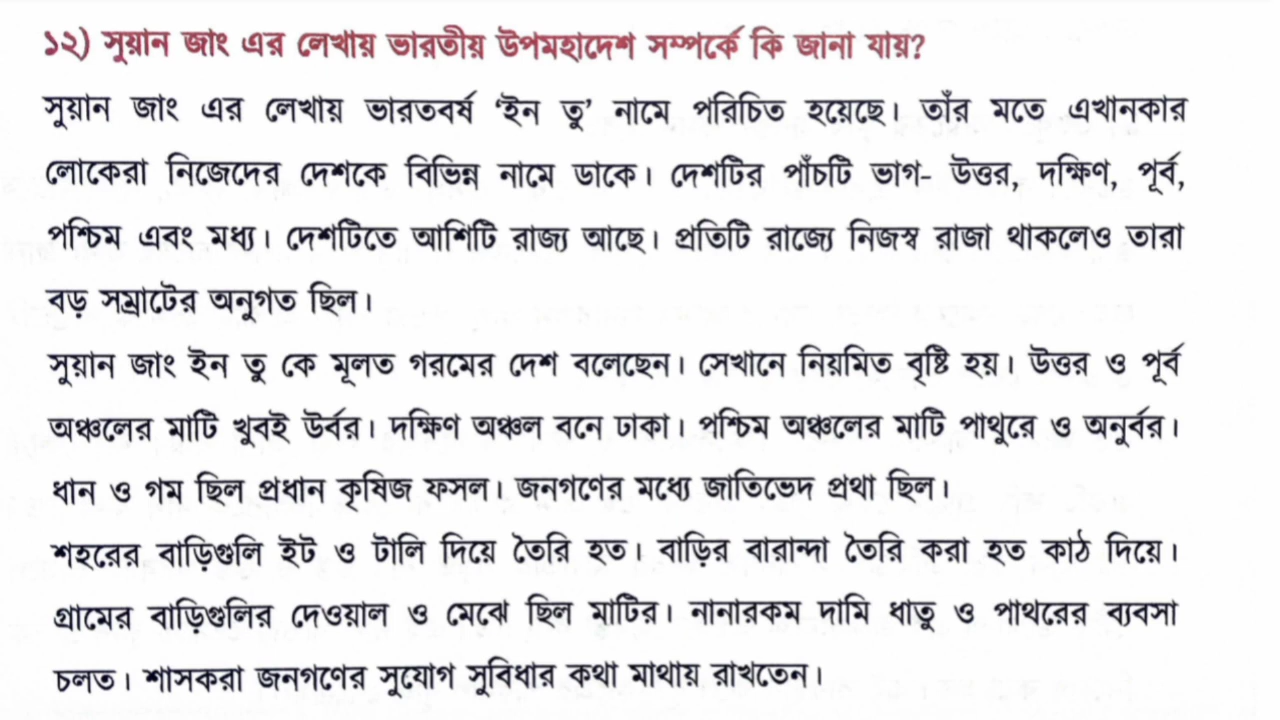 ১২) সুয়ান জাং এর লেখায় ভারতীয় উপমহাদেশ সম্পর্কে কি জানা যায়?
সুয়ান জাং এর লেখায় ভারতবর্ষ ‘ইন তু’ নামে পরিচিত হয়েছে। তাঁর মতে এখানকার
লোকেরা নিজেদের দেশকে বিভিন্ন নামে ডাকে। দেশটির পাঁচটি ভাগ- উত্তর, দক্ষিণ, পূর্ব,
পশ্চিম এবং মধ্য। দেশটিতে আশিটি রাজ্য আছে। প্রতিটি রাজ্যে নিজস্ব রাজা থাকলেও তারা
বড় সম্রাটের অনুগত ছিল।
সুয়ান জাং ইন তু কে মূলত গরমের দেশ বলেছেন। সেখানে নিয়মিত বৃষ্টি হয়। উত্তর ও পূর্ব
অঞ্চলের মাটি খুবই উর্বর। দক্ষিণ অঞ্চল বনে ঢাকা। পশ্চিম অঞ্চলের মাটি পাথুরে ও অনুর্বর।
ধান ও গম ছিল প্রধান কৃষিজ ফসল। জনগণের মধ্যে জাতিভেদ প্রথা ছিল।
শহরের বাড়িগুলি ইট ও টালি দিয়ে তৈরি হত। বাড়ির বারান্দা তৈরি করা হত কাঠ দিয়ে।
গ্রামের বাড়িগুলির দেওয়াল ও মেঝে ছিল মাটির। নানারকম দামি ধাতু ও পাথরের ব্যবসা
চলত। শাসকরা জনগণের সুযোগ সুবিধার কথা মাথায় রাখতেন।